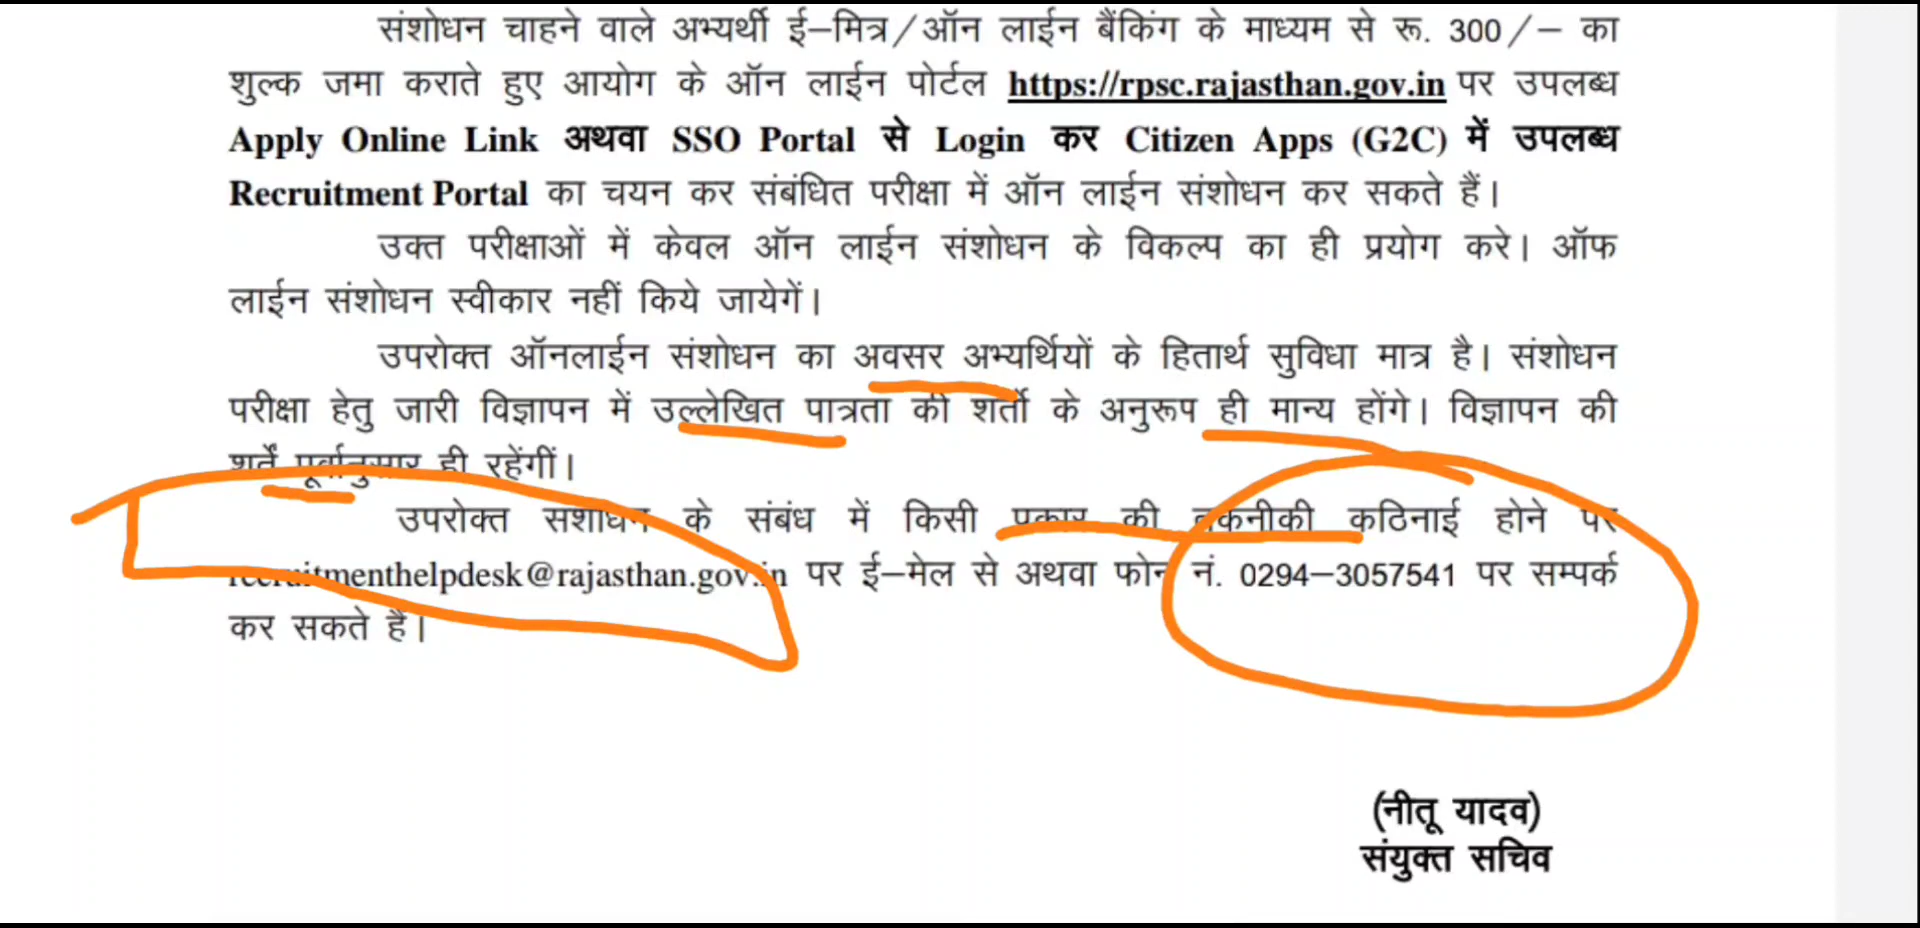 संशोधन चाहने वाले अभ्यर्थी ई–मित्र/ऑन लाईन बैंकिंग के माध्यम से रू. 300/– का
शुल्क जमा कराते हुए आयोग के ऑन लाईन पोर्टल https://rpsc.rajasthan.gov.in पर उपलब्ध
Apply Online Link अथवा SSO Portal से Login कर Citizen Apps (G2C) में उपलब्ध
Recruitment Portal का चयन कर संबंधित परीक्षा में ऑन लाईन संशोधन कर सकते हैं।
उक्त परीक्षाओं में केवल ऑन लाईन संशोधन के विकल्प का ही प्रयोग करे। ऑफ
लाईन संशोधन स्वीकार नहीं किये जायेगें।
उपरोक्त ऑनलाईन संशोधन का अवसर अभ्यर्थियों के हितार्थ सुविधा मात्र है। संशोधन
परीक्षा हेतु जारी विज्ञापन में उल्लेखित पात्रता की शर्तो के अनुरूप ही मान्य होंगे। विज्ञापन की
शर्तें पूर्वानुसार ही रहेंगीं।
उपरोक्त संशोधन के संबंध में किसी प्रकार की तकनीकी कठिनाई होने पर
recruitmenthelpdesk@rajasthan.gov.in पर ई–मेल से अथवा फोन नं. 0294–3057541 पर सम्पर्क
कर सकते है।
(नीतू यादव)
संयुक्त सचिव